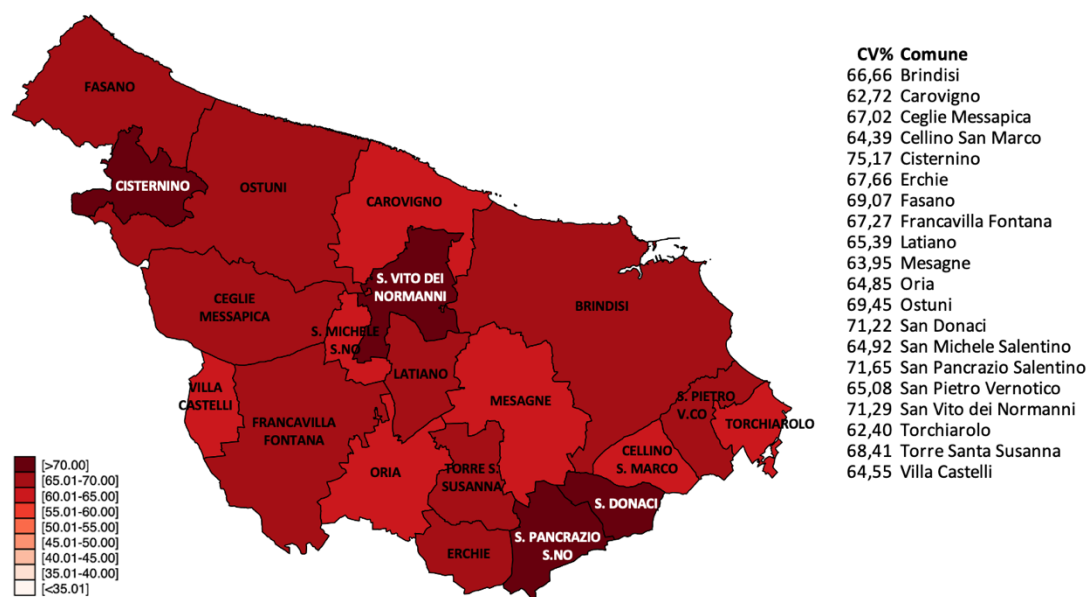 FASANO
CISTERNINO
OSTUNI
CAROVIGNO
S. VITO DEI
NORMANNI
CEGLIE
MESSAPICA
S. MICHELE
S.NO
BRINDISI
LATIANO
VILLA
CASTELLI
FRANCAVILLA
FONTANA
MESAGNE
S. PIETRO
V.CO
TORCHIAROLO
ORIA
TORRE S.
SUSANNA
CELLINO
S. MARCO
S. DONACI
S. PANCRAZIO
S.NO
ERCHIE
[>70.00]
[65.01-70.00]
[60.01-65.00]
[55.01-60.00]
[50.01-55.00]
[45.01-50.00]
[40.01-45.00]
[35.01-40.00]
[<35.01]
CV% Comune
66,66 Brindisi
62,72 Carovigno
67,02 Ceglie Messapica
64,39 Cellino San Marco
75,17 Cisternino
67,66 Erchie
69,07 Fasano
67,27 Francavilla Fontana
65,39 Latiano
63,95 Mesagne
64,85 Oria
69,45 Ostuni
71,22 San Donaci
64,92 San Michele Salentino
71,65 San Pancrazio Salentino
65,08 San Pietro Vernotico
71,29 San Vito dei Normanni
62,40 Torchiarolo
68,41 Torre Santa Susanna
64,55 Villa Castelli